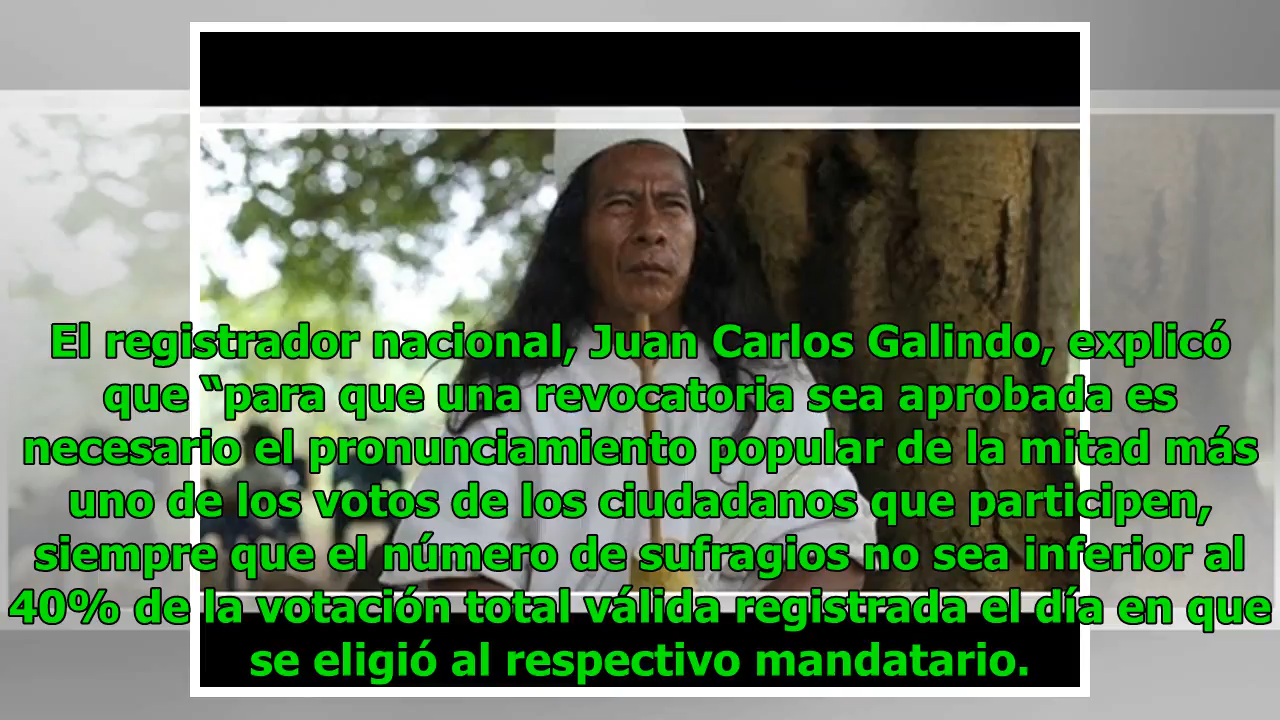 El registrador nacional, Juan Carlos Galindo, explicó
que “para que una revocatoria sea aprobada es
necesario el pronunciamiento popular de la mitad más
uno de los votos de los ciudadanos que participen,
siempre que el número de sufragios no sea inferior al
40% de la votación total válida registrada el día en que
se eligió al respectivo mandatario.